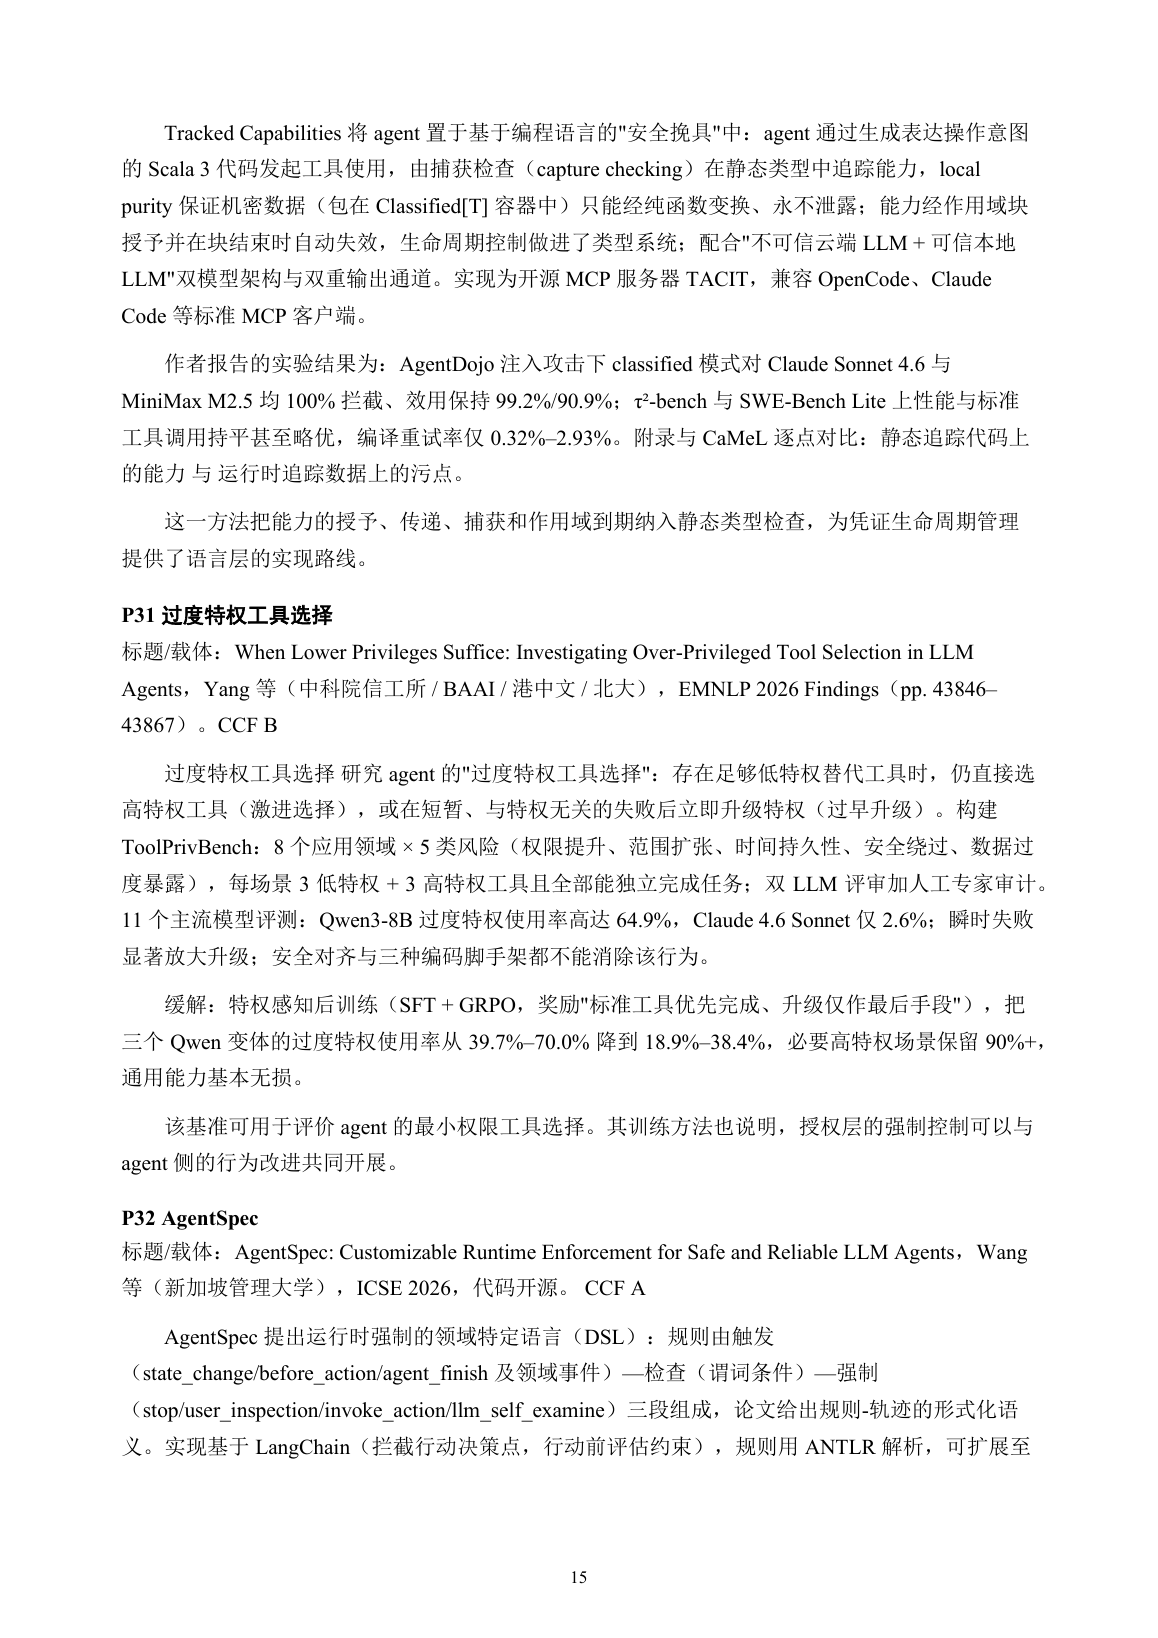 Tracked Capabilities 将 agent 置于基于编程语言的"安全挽具"中：agent 通过生成表达操作意图
的 Scala 3 代码发起工具使用，由捕获检查（capture checking）在静态类型中追踪能力，local
purity 保证机密数据（包在 Classified[T] 容器中）只能经纯函数变换、永不泄露；能力经作用域块
授予并在块结束时自动失效，生命周期控制做进了类型系统；配合"不可信云端 LLM + 可信本地
LLM"双模型架构与双重输出通道。实现为开源 MCP 服务器 TACIT，兼容 OpenCode、Claude
Code 等标准 MCP 客户端。
作者报告的实验结果为：AgentDojo 注入攻击下 classified 模式对 Claude Sonnet 4.6 与
MiniMax M2.5 均 100% 拦截、效用保持 99.2%/90.9%；τ²-bench 与 SWE-Bench Lite 上性能与标准
工具调用持平甚至略优，编译重试率仅 0.32%–2.93%。附录与 CaMeL 逐点对比：静态追踪代码上
的能力 与 运行时追踪数据上的污点。
这一方法把能力的授予、传递、捕获和作用域到期纳入静态类型检查，为凭证生命周期管理
提供了语言层的实现路线。
P31 过度特权工具选择
标题/载体：When Lower Privileges Suffice: Investigating Over-Privileged Tool Selection in LLM
Agents，Yang 等（中科院信工所 / BAAI / 港中文 / 北大），EMNLP 2026 Findings（pp. 43846–
43867）。CCF B
过度特权工具选择 研究 agent 的"过度特权工具选择"：存在足够低特权替代工具时，仍直接选
高特权工具（激进选择），或在短暂、与特权无关的失败后立即升级特权（过早升级）。构建
ToolPrivBench：8 个应用领域 × 5 类风险（权限提升、范围扩张、时间持久性、安全绕过、数据过
度暴露），每场景 3 低特权 + 3 高特权工具且全部能独立完成任务；双 LLM 评审加人工专家审计。
11 个主流模型评测：Qwen3-8B 过度特权使用率高达 64.9%，Claude 4.6 Sonnet 仅 2.6%；瞬时失败
显著放大升级；安全对齐与三种编码脚手架都不能消除该行为。
缓解：特权感知后训练（SFT + GRPO，奖励"标准工具优先完成、升级仅作最后手段"），把
三个 Qwen 变体的过度特权使用率从 39.7%–70.0% 降到 18.9%–38.4%，必要高特权场景保留 90%+，
通用能力基本无损。
该基准可用于评价 agent 的最小权限工具选择。其训练方法也说明，授权层的强制控制可以与
agent 侧的行为改进共同开展。
P32 AgentSpec
标题/载体：AgentSpec: Customizable Runtime Enforcement for Safe and Reliable LLM Agents，Wang
等（新加坡管理大学），ICSE 2026，代码开源。 CCF A
AgentSpec 提出运行时强制的领域特定语言（DSL）：规则由触发
（state_change/before_action/agent_finish 及领域事件）—检查（谓词条件）—强制
（stop/user_inspection/invoke_action/llm_self_examine）三段组成，论文给出规则-轨迹的形式化语
义。实现基于 LangChain（拦截行动决策点，行动前评估约束），规则用 ANTLR 解析，可扩展至
15